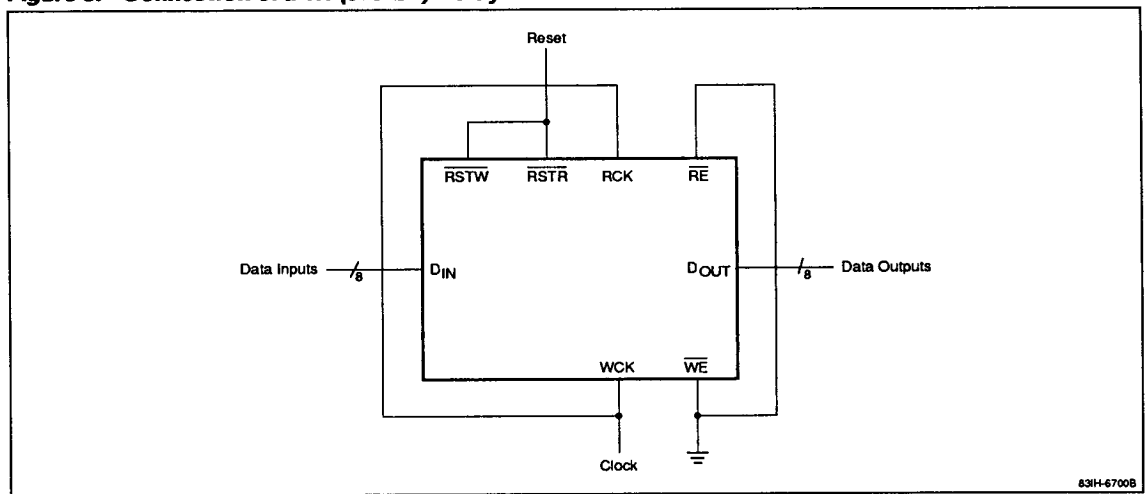 Reset
RSTW RSTR RCK RE
Data Inputs 8 DIN DOUT 8 Data Outputs
WCK WE
Clock
83IH-6700B